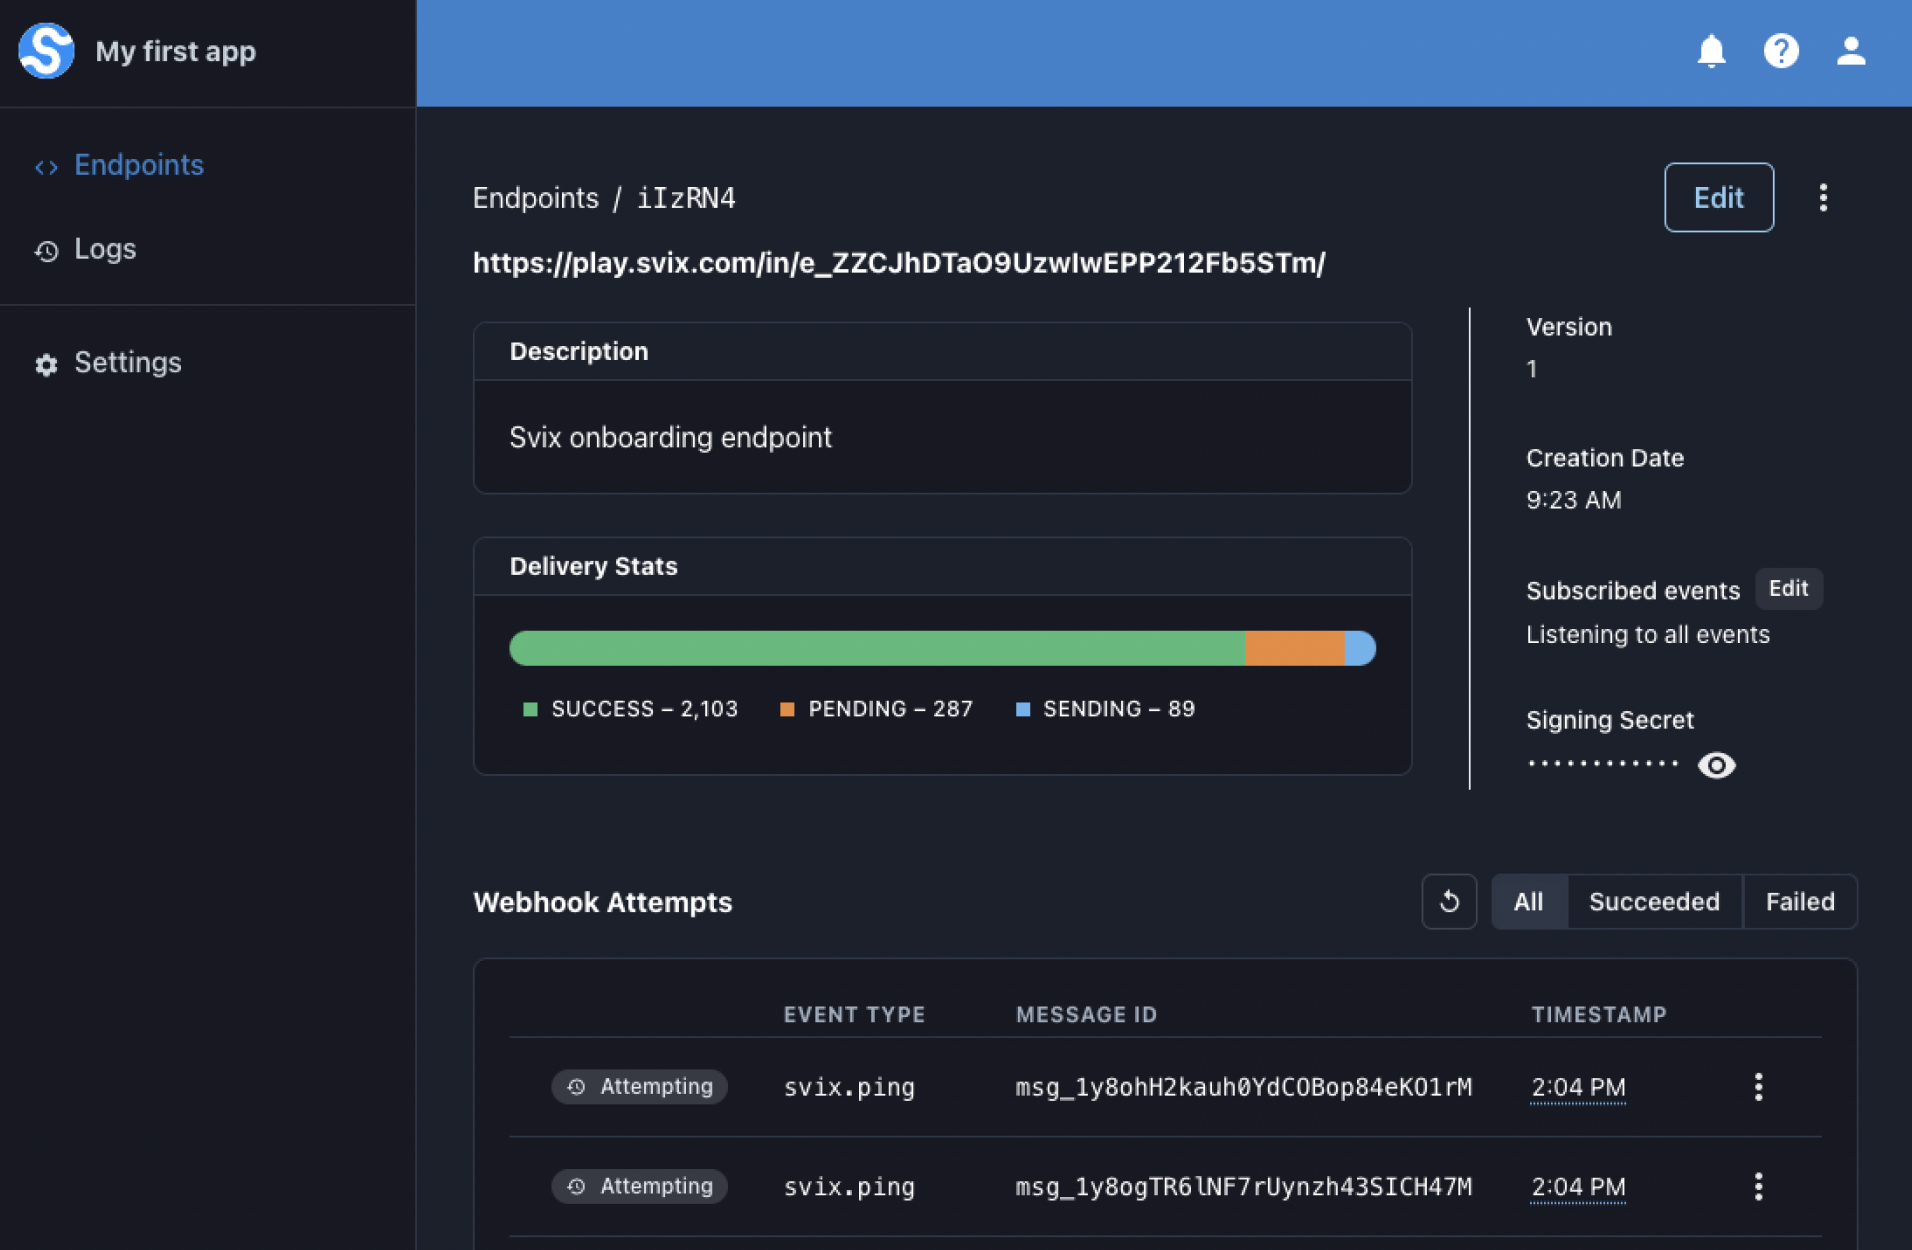 My first app
Endpoints
Logs
Settings
Endpoints / iIzRN4
Edit
https://play.svix.com/in/e_ZZCJhDTaO9UzwIwEPP212Fb5STm/
Description
Svix onboarding endpoint
Delivery Stats
SUCCESS – 2,103
PENDING – 287
SENDING – 89
Version
1
Creation Date
9:23 AM
Subscribed events Edit
Listening to all events
Signing Secret
············
Webhook Attempts
All Succeeded Failed
EVENT TYPE MESSAGE ID TIMESTAMP
Attempting svix.ping msg_1y8ohH2kauh0YdCOBop84eKO1rM 2:04 PM
Attempting svix.ping msg_1y8ogTR6lNF7rUynzh43SICH47M 2:04 PM